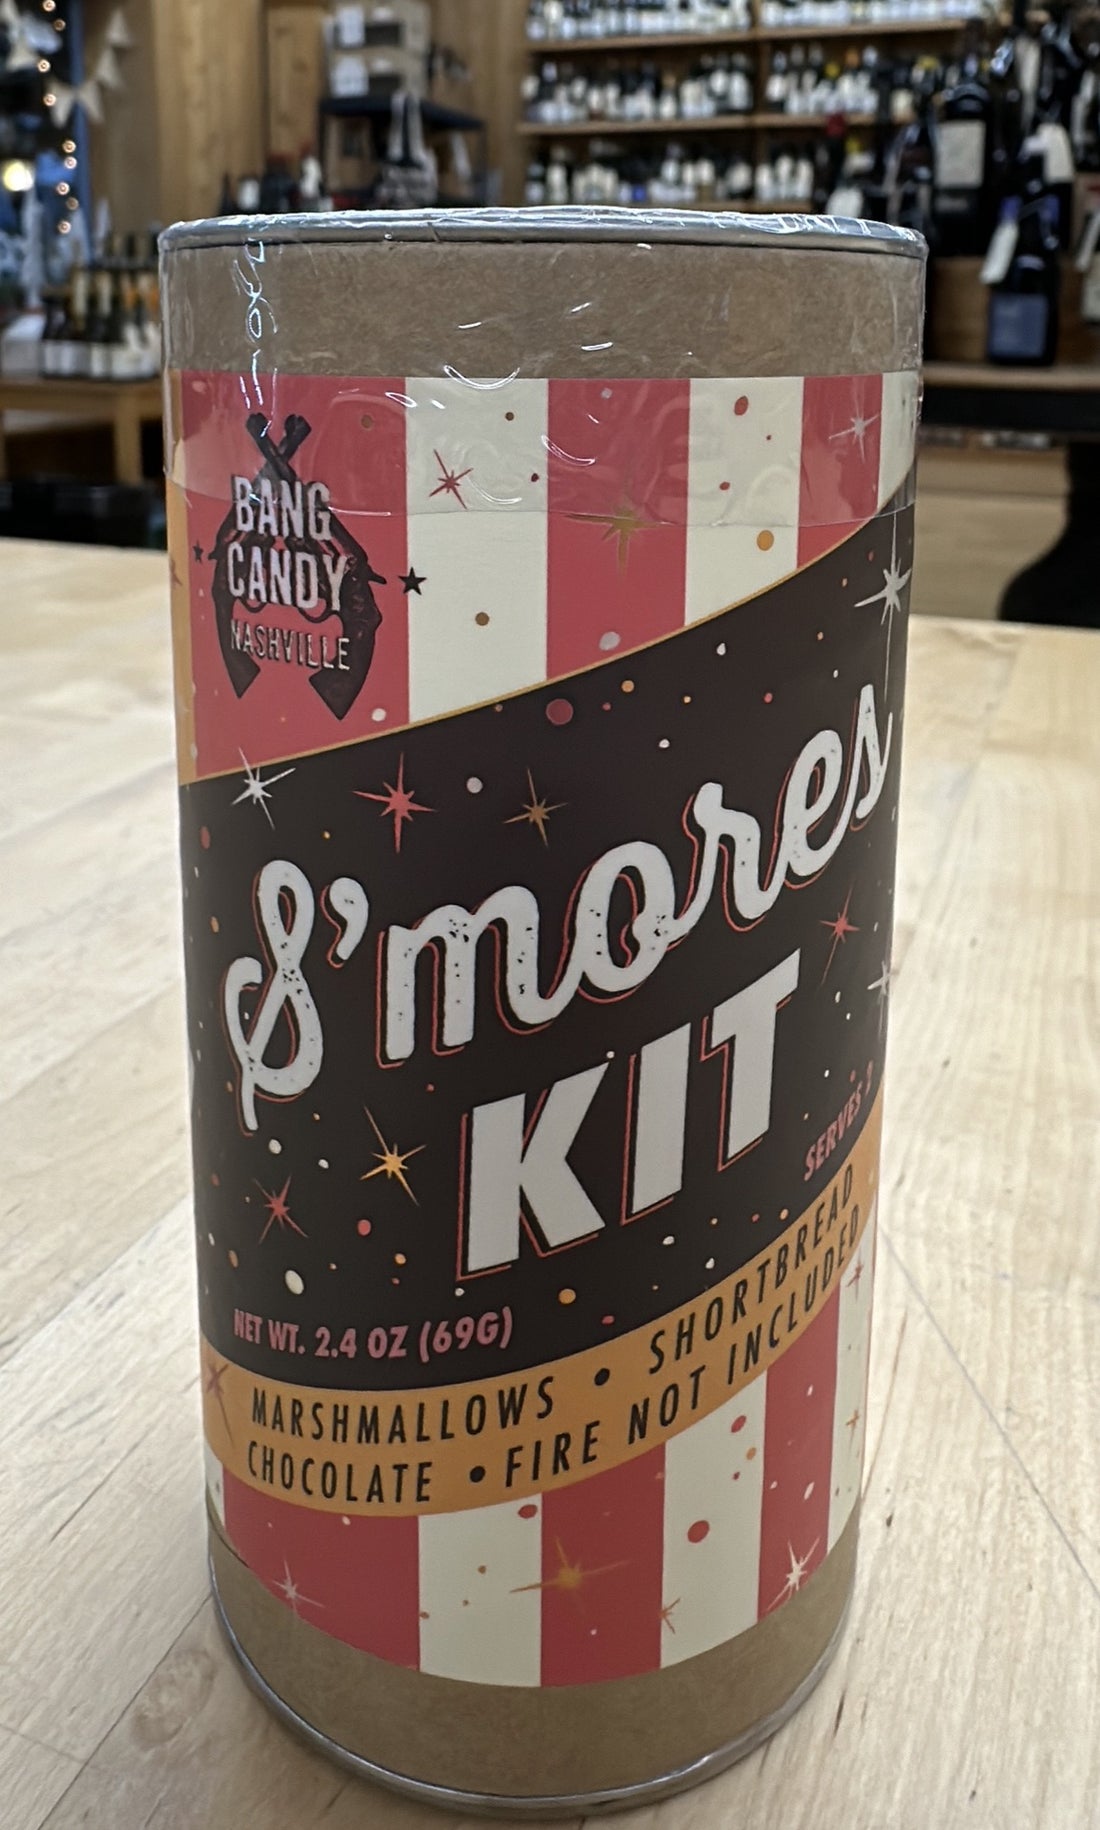 BANG
CANDY
NASHVILLE
S'mores
KIT
SERVES 2
NET WT. 2.4 OZ (69G)
MARSHMALLOWS • SHORTBREAD
CHOCOLATE • FIRE NOT INCLUDED